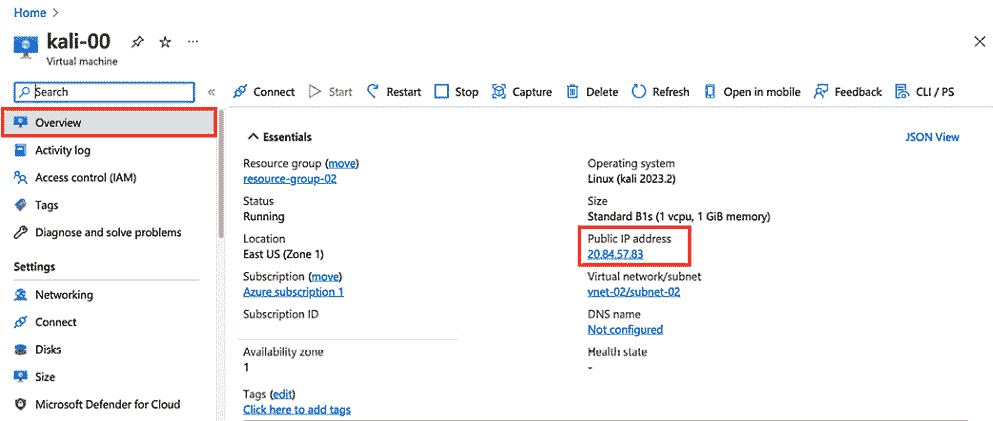 Home >
kali-00 ...
Virtual machine
Search «
Connect Start Restart Stop Capture Delete Refresh Open in mobile Feedback CLI / PS
Overview
Activity log
Access control (IAM)
Tags
Diagnose and solve problems
Settings
Networking
Connect
Disks
Size
Microsoft Defender for Cloud
Essentials
JSON View
Resource group (move)
resource-group-02
Status
Running
Location
East US (Zone 1)
Subscription (move)
Azure subscription 1
Subscription ID
Availability zone
1
Tags (edit)
Click here to add tags
Operating system
Linux (kali 2023.2)
Size
Standard B1s (1 vcpu, 1 GiB memory)
Public IP address
20.84.57.83
Virtual network/subnet
vnet-02/subnet-02
DNS name
Not configured
Health state
-